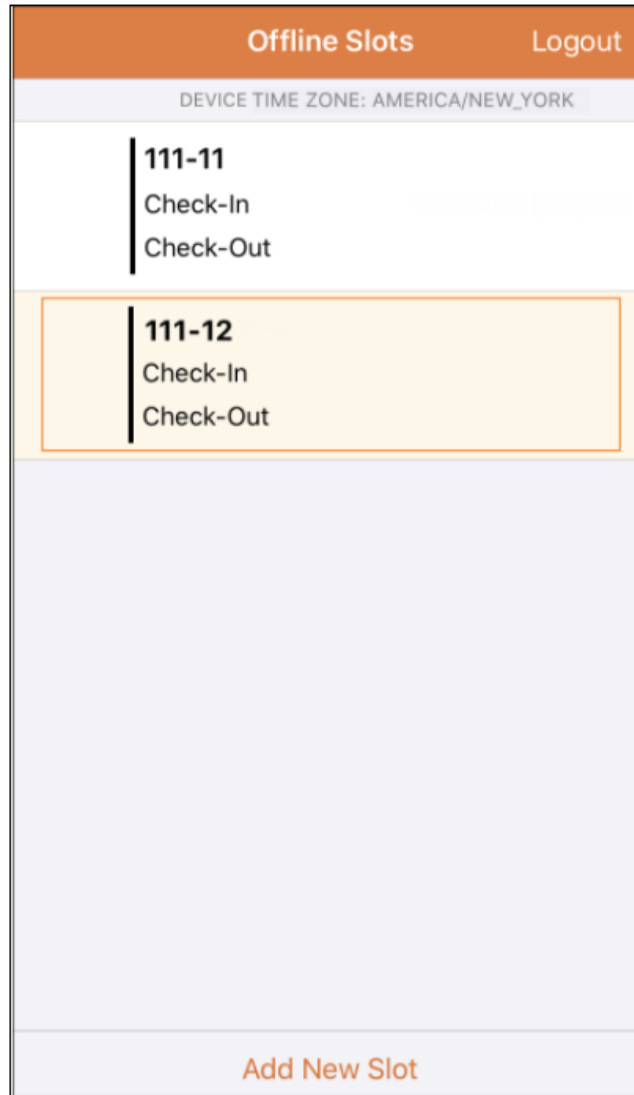 Offline Slots Logout
DEVICE TIME ZONE: AMERICA/NEW_YORK
111-11
Check-In
Check-Out
111-12
Check-In
Check-Out
Add New Slot